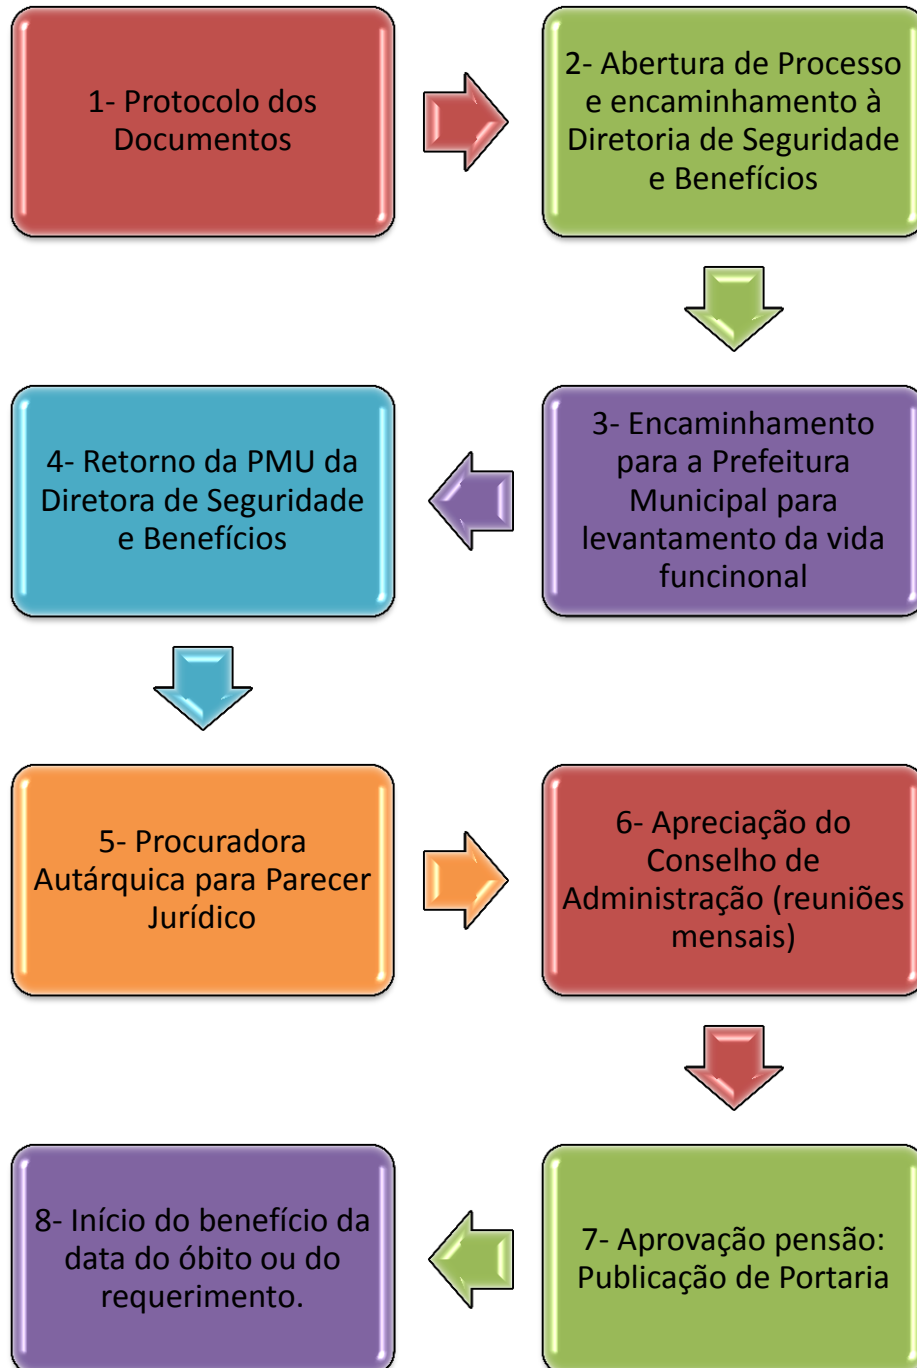 1- Protocolo dos
Documentos
2- Abertura de Processo
e encaminhamento à
Diretoria de Seguridade
e Benefícios
3- Encaminhamento
para a Prefeitura
Municipal para
levantamento da vida
funcinonal
4- Retorno da PMU da
Diretora de Seguridade
e Benefícios
5- Procuradora
Autárquica para Parecer
Jurídico
6- Apreciação do
Conselho de
Administração (reuniões
mensais)
7- Aprovação pensão:
Publicação de Portaria
8- Início do benefício da
data do óbito ou do
requerimento.